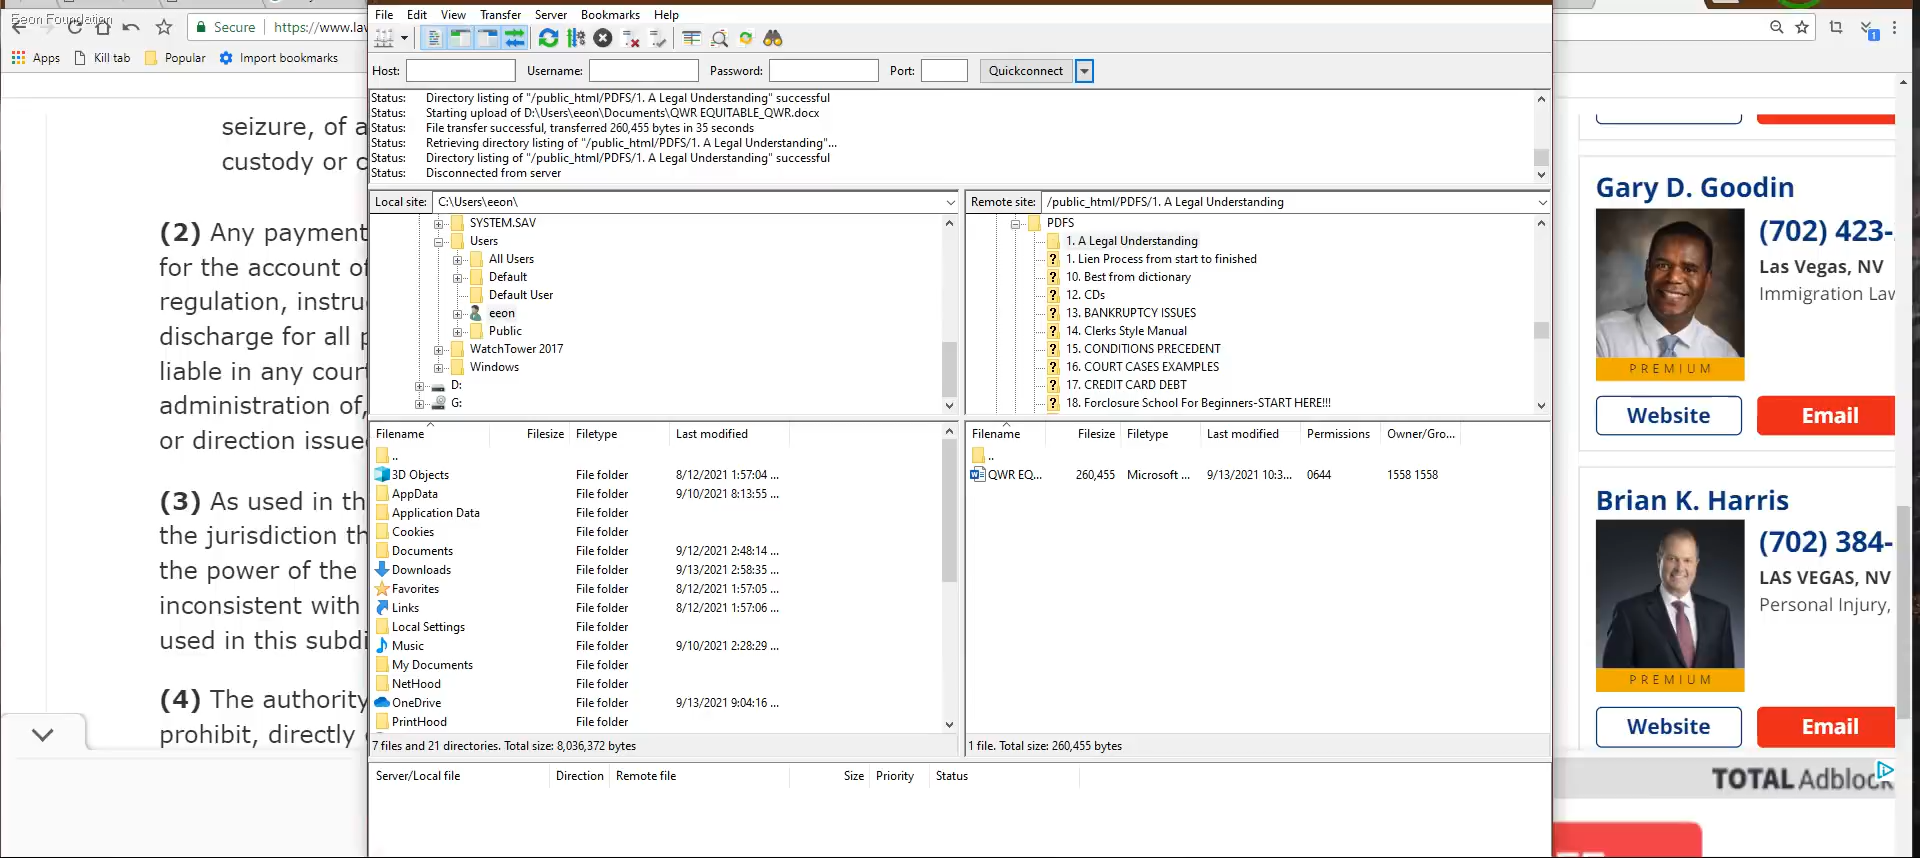 Eeon Foundation
Secure https://www.la
Apps Kill tab Popular Import bookmarks
seizure, of a
custody or c
(2) Any payment
for the account of
regulation, instru
discharge for all p
liable in any cour
administration of,
or direction issue
(3) As used in th
the jurisdiction th
the power of the
inconsistent with
used in this subdi
(4) The authority
prohibit, directly
File Edit View Transfer Server Bookmarks Help
Host: Username: Password: Port: Quickconnect
Status: Directory listing of "/public_html/PDFS/1. A Legal Understanding" successful
Status: Starting upload of D:\Users\eeon\Documents\QWR EQUITABLE_QWR.docx
Status: File transfer successful, transferred 260,455 bytes in 35 seconds
Status: Retrieving directory listing of "/public_html/PDFS/1. A Legal Understanding"...
Status: Directory listing of "/public_html/PDFS/1. A Legal Understanding" successful
Status: Disconnected from server
Local site: C:\Users\eeon\
SYSTEM.SAV
Users
All Users
Default
Default User
eeon
Public
WatchTower 2017
Windows
D:
G:
Remote site: /public_html/PDFS/1. A Legal Understanding
PDFS
1. A Legal Understanding
1. Lien Process from start to finished
10. Best from dictionary
12. CDs
13. BANKRUPTCY ISSUES
14. Clerks Style Manual
15. CONDITIONS PRECEDENT
16. COURT CASES EXAMPLES
17. CREDIT CARD DEBT
18. Forclosure School For Beginners-START HERE!!!
Filename Filesize Filetype Last modified
..
3D Objects File folder 8/12/2021 1:57:04 ...
AppData File folder 9/10/2021 8:13:55 ...
Application Data File folder
Cookies File folder
Documents File folder 9/12/2021 2:48:14 ...
Downloads File folder 9/13/2021 2:58:35 ...
Favorites File folder 8/12/2021 1:57:05 ...
Links File folder 8/12/2021 1:57:06 ...
Local Settings File folder
Music File folder 9/10/2021 2:28:29 ...
My Documents File folder
NetHood File folder
OneDrive File folder 9/13/2021 9:04:16 ...
PrintHood File folder
7 files and 21 directories. Total size: 8,036,372 bytes
Filename Filesize Filetype Last modified Permissions Owner/Gro...
..
QWR EQ... 260,455 Microsoft ... 9/13/2021 10:3... 0644 1558 1558
1 file. Total size: 260,455 bytes
Server/Local file Direction Remote file Size Priority Status
1
Gary D. Goodin
(702) 423-
Las Vegas, NV
Immigration Law
PREMIUM
Website Email
Brian K. Harris
(702) 384-
LAS VEGAS, NV
Personal Injury,
PREMIUM
Website Email
TOTAL Adblock